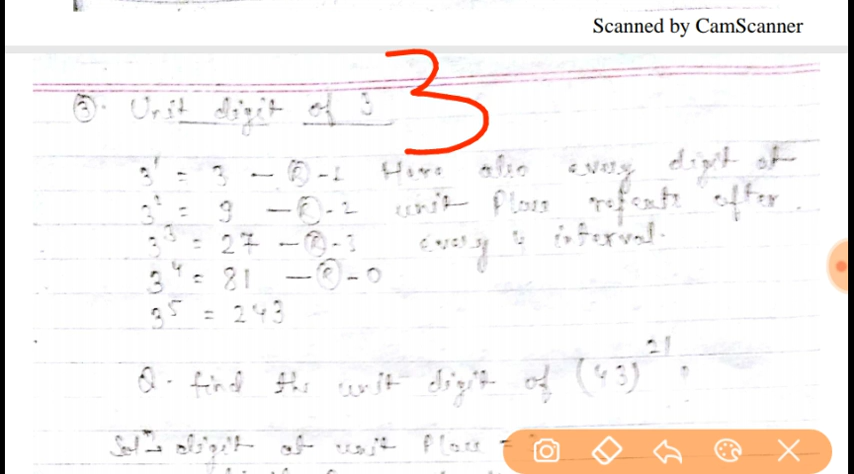 Scanned by CamScanner
③. Unit digit of 3 3
3¹ = 3 - Ⓡ-1 Here also every digit at
3² = 9 - Ⓡ-2 unit place repeats after
3³ = 27 - Ⓡ-3 every 4 interval.
3⁴ = 81 - Ⓡ-0
3⁵ = 243
Q. find the unit digit of (43)²¹ ?
Solⁿ digit at unit place =